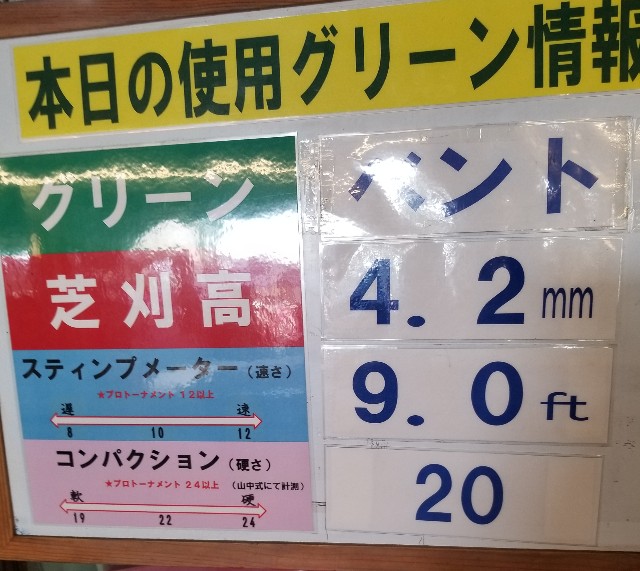 本日の使用グリーン情報
グリーン
ベント
芝刈高
4.2mm
スティンプメーター(速さ)
★プロトーナメント 12以上
遅 速
8 10 12
9.0ft
コンパクション(硬さ)
★プロトーナメント 24以上 (山中式にて計測)
軟 硬
19 22 24
20